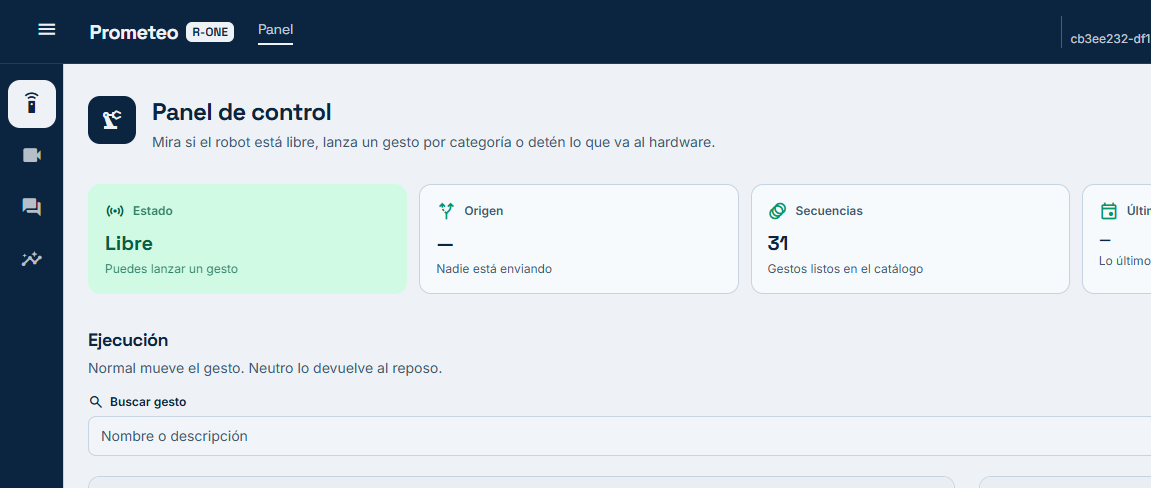 Prometeo R-ONE Panel
cb3ee232-df1
Panel de control
Mira si el robot está libre, lanza un gesto por categoría o detén lo que va al hardware.
Estado
Libre
Puedes lanzar un gesto
Origen
—
Nadie está enviando
Secuencias
31
Gestos listos en el catálogo
Últi
—
Lo último
Ejecución
Normal mueve el gesto. Neutro lo devuelve al reposo.
Buscar gesto
Nombre o descripción